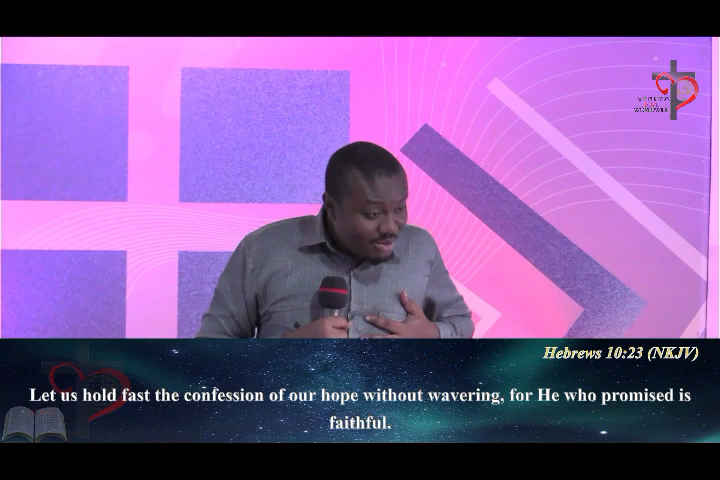 Hebrews 10:23 (NKJV)
Let us hold fast the confession of our hope without wavering, for He who promised is
faithful.